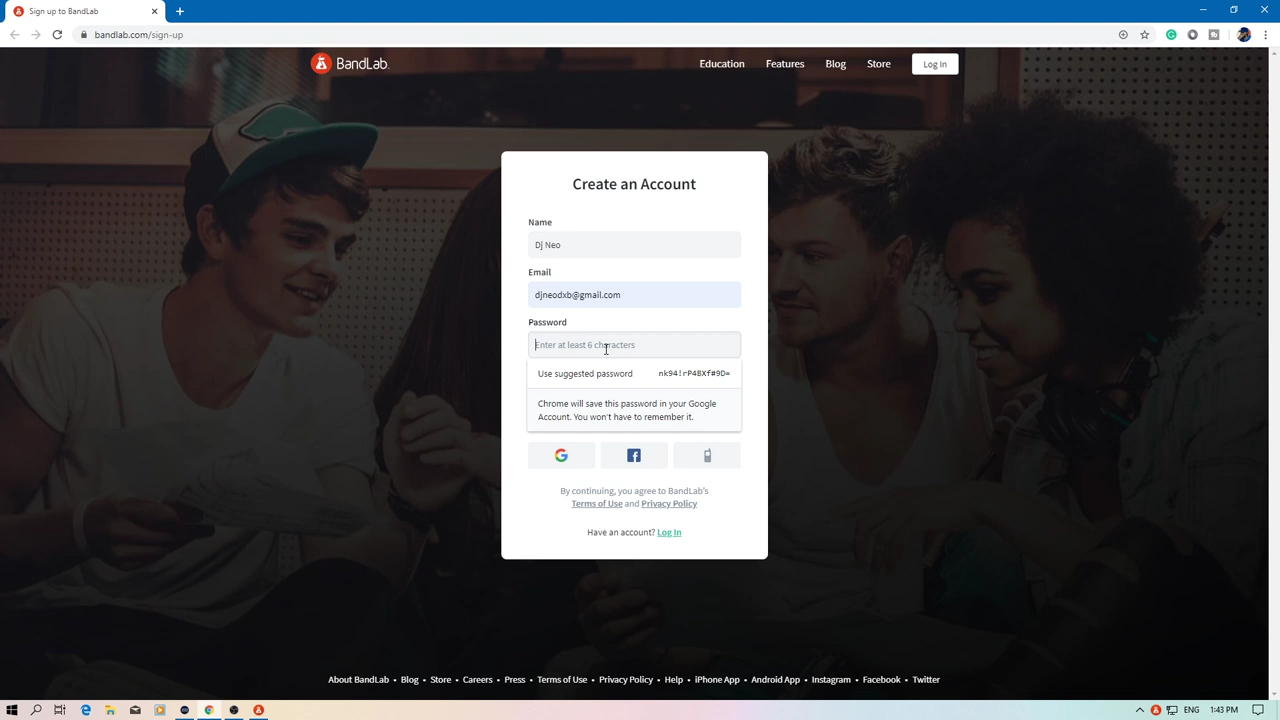 Sign up to BandLab
bandlab.com/sign-up
BandLab.
Education Features Blog Store Log In
Create an Account
Name
Dj Neo
Email
djneodxb@gmail.com
Password
Enter at least 6 characters
Use suggested password nk94!rP4BXf#9D=
Chrome will save this password in your Google
Account. You won't have to remember it.
By continuing, you agree to BandLab's
Terms of Use and Privacy Policy
Have an account? Log In
About BandLab • Blog • Store • Careers • Press • Terms of Use • Privacy Policy • Help • iPhone App • Android App • Instagram • Facebook • Twitter
ENG 1:43 PM